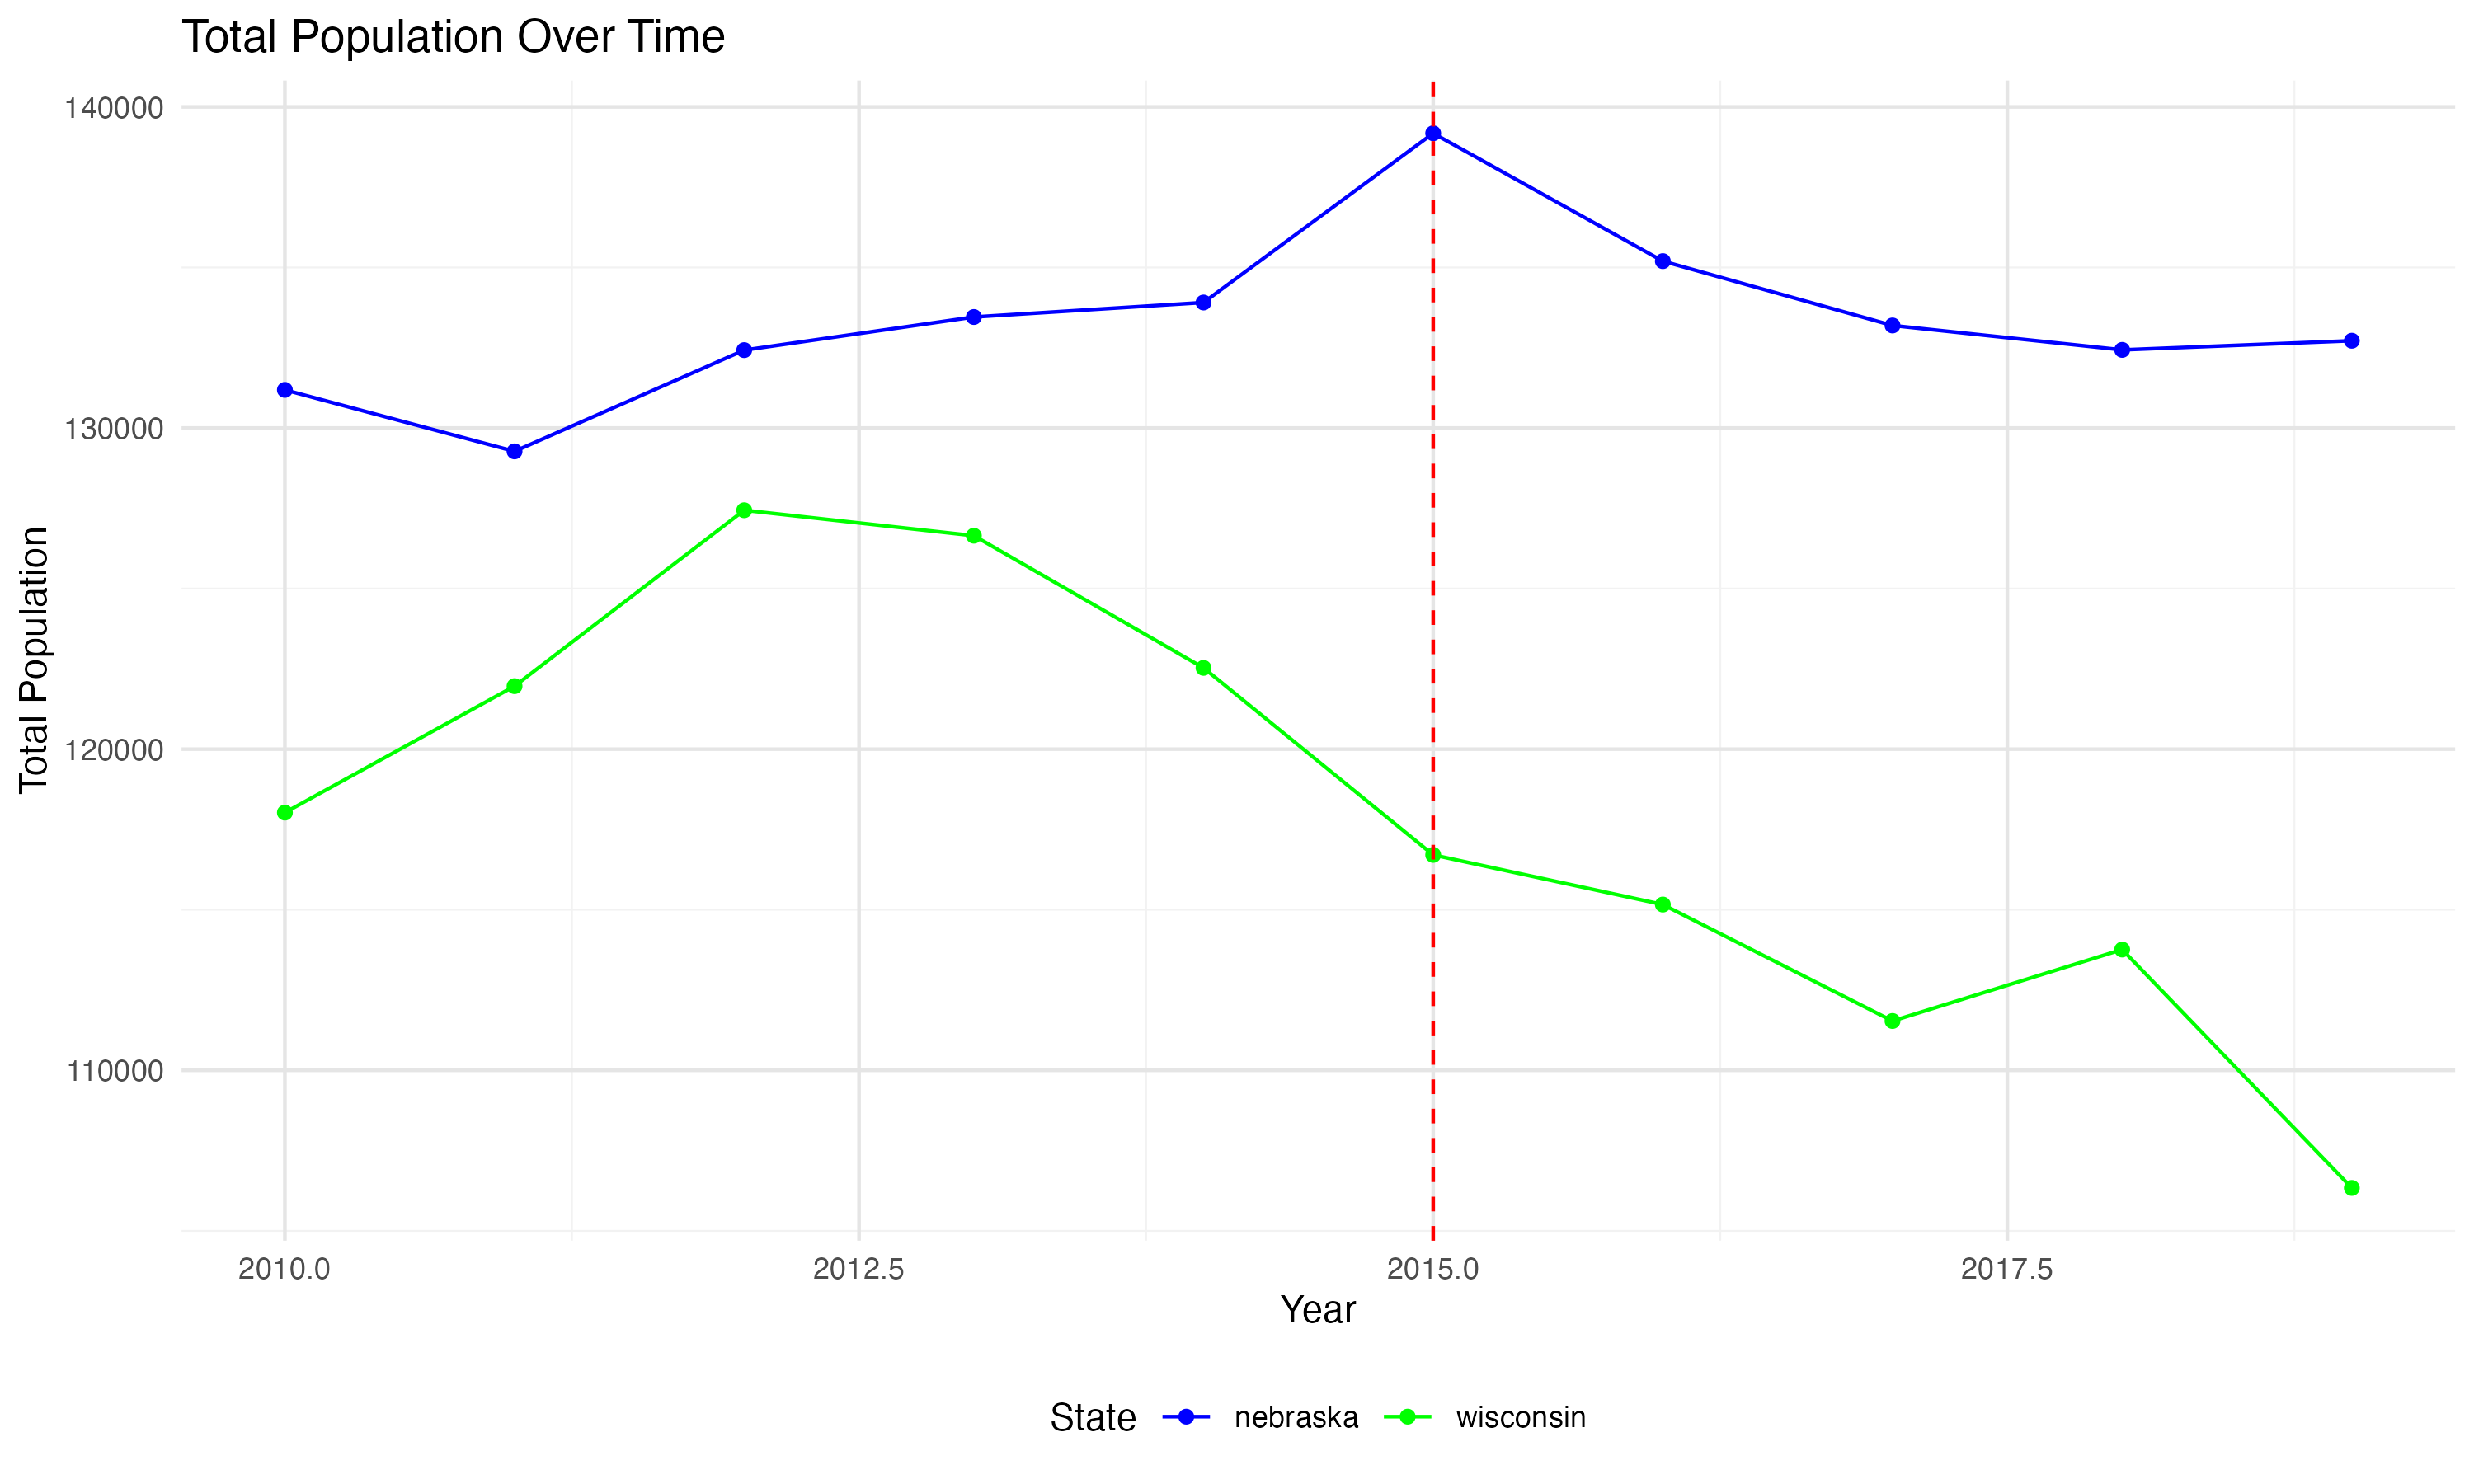 Total Population Over Time
Total Population
140000
130000
120000
110000
2010.0 2012.5 2015.0 2017.5
Year
State nebraska wisconsin